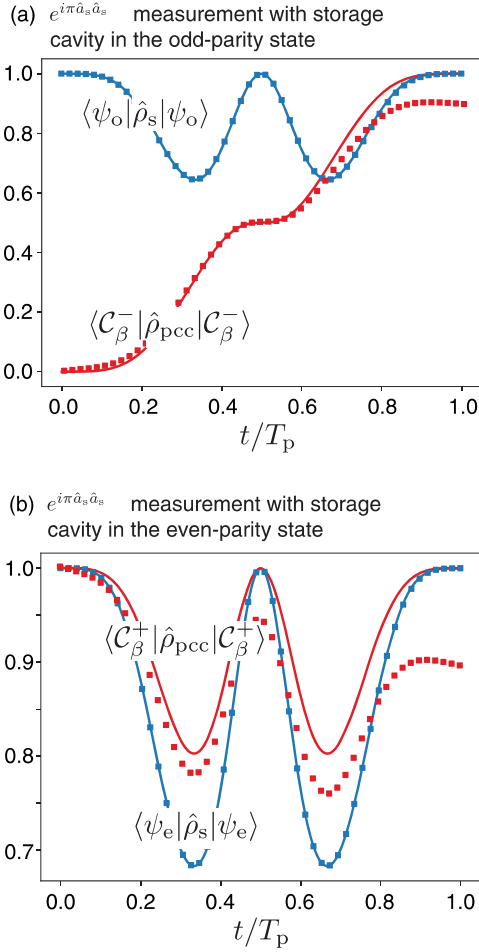 (a) e^{iπâ_s â_s} measurement with storage
cavity in the odd-parity state
1.0
⟨ψ_o|ρ̂_s|ψ_o⟩
0.8
0.6
0.4
0.2
⟨C_β^−|ρ̂_pcc|C_β^−⟩
0.0
0.0 0.2 0.4 0.6 0.8 1.0
t/T_p
(b) e^{iπâ_s â_s} measurement with storage
cavity in the even-parity state
1.0
⟨C_β^+|ρ̂_pcc|C_β^+⟩
0.9
0.8
⟨ψ_e|ρ̂_s|ψ_e⟩
0.7
0.0 0.2 0.4 0.6 0.8 1.0
t/T_p